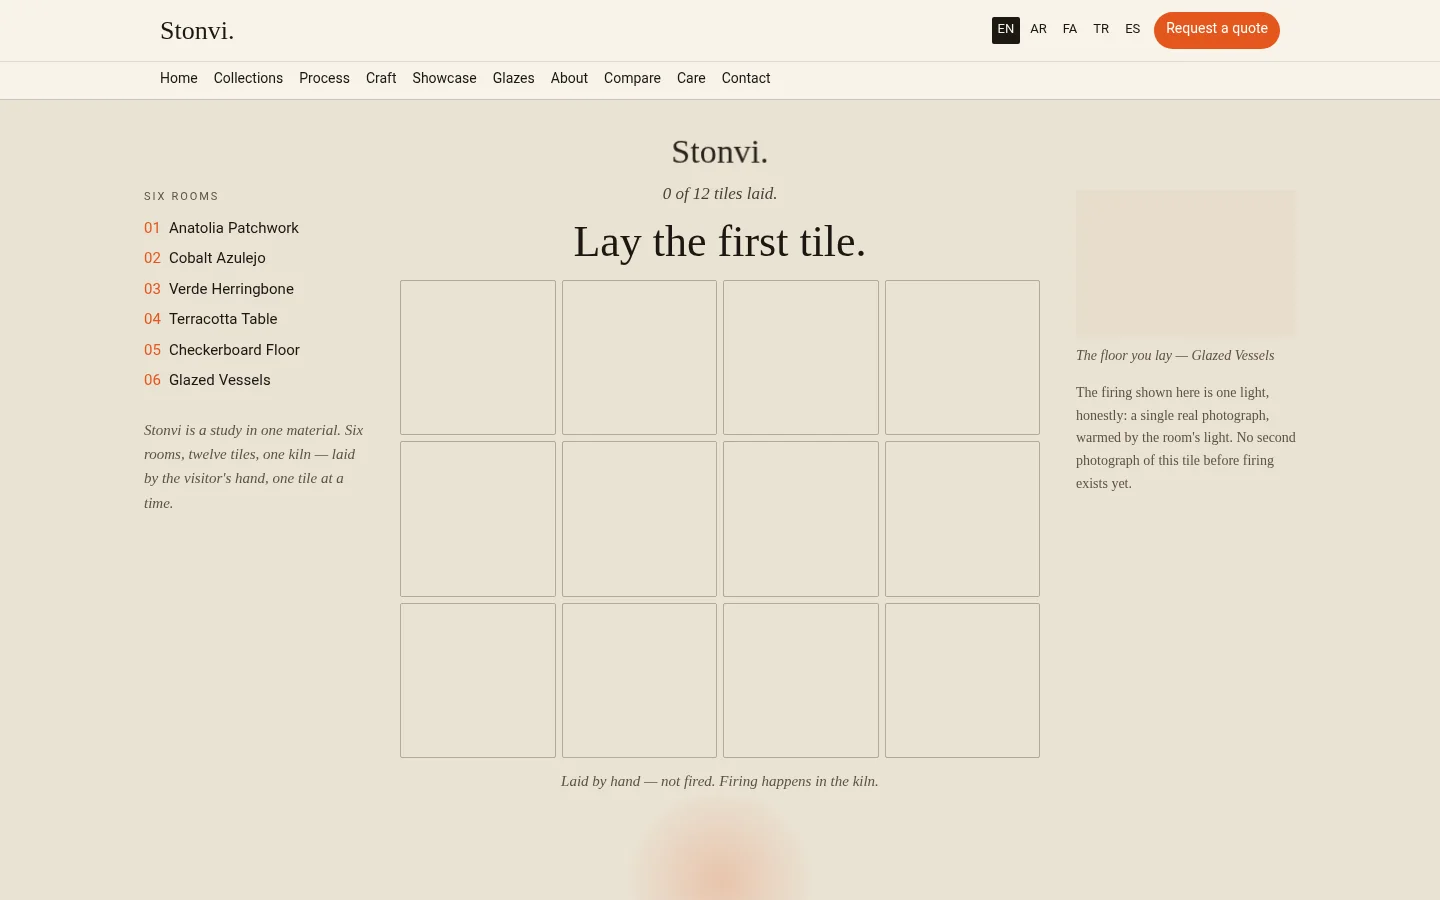 Stonvi.
EN AR FA TR ES Request a quote
Home Collections Process Craft Showcase Glazes About Compare Care Contact
Stonvi.
0 of 12 tiles laid.
Lay the first tile.
SIX ROOMS
01 Anatolia Patchwork
02 Cobalt Azulejo
03 Verde Herringbone
04 Terracotta Table
05 Checkerboard Floor
06 Glazed Vessels
Stonvi is a study in one material. Six
rooms, twelve tiles, one kiln — laid
by the visitor's hand, one tile at a
time.
Laid by hand — not fired. Firing happens in the kiln.
The floor you lay — Glazed Vessels
The firing shown here is one light,
honestly: a single real photograph,
warmed by the room's light. No second
photograph of this tile before firing
exists yet.